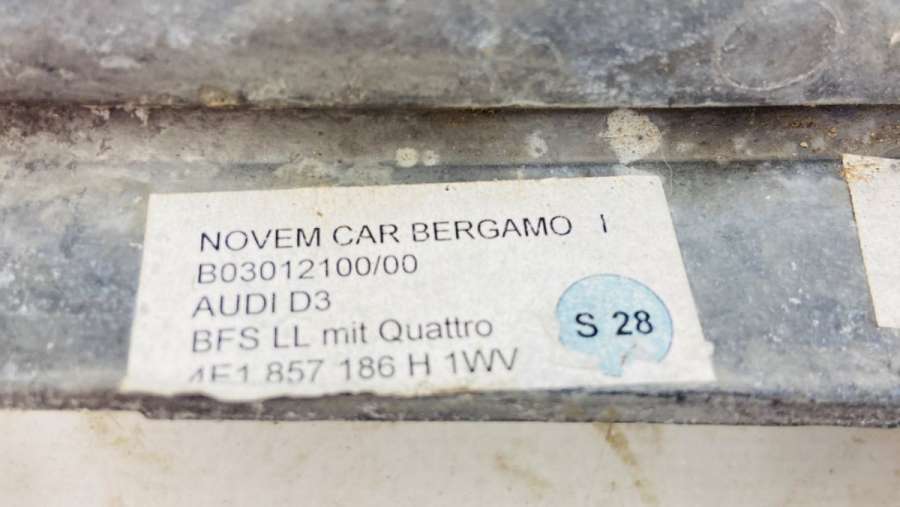 NOVEM CAR BERGAMO I
B03012100/00
AUDI D3
BFS LL mit Quattro
S 28
4E1 857 186 H 1WV